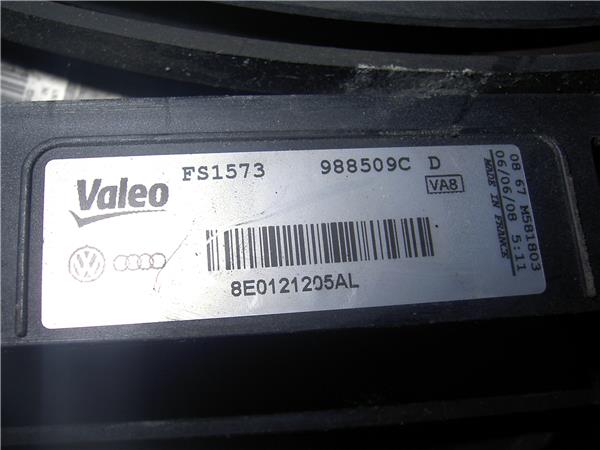 Valeo FS1573 988509C D
VA8
8E0121205AL
08 67 M581803
06/06/08 5:11
MADE IN FRANCE